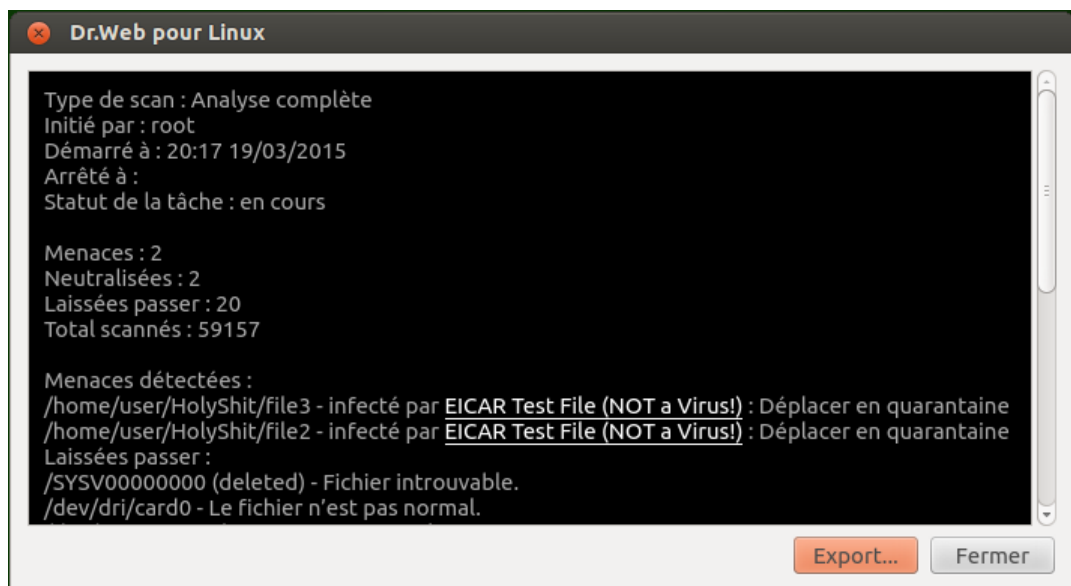 Dr.Web pour Linux
Type de scan : Analyse complète
Initié par : root
Démarré à : 20:17 19/03/2015
Arrêté à :
Statut de la tâche : en cours
Menaces : 2
Neutralisées : 2
Laissées passer : 20
Total scannés : 59157
Menaces détectées :
/home/user/HolyShit/file3 - infecté par EICAR Test File (NOT a Virus!) : Déplacer en quarantaine
/home/user/HolyShit/file2 - infecté par EICAR Test File (NOT a Virus!) : Déplacer en quarantaine
Laissées passer :
/SYSV00000000 (deleted) - Fichier introuvable.
/dev/dri/card0 - Le fichier n’est pas normal.
Export... Fermer